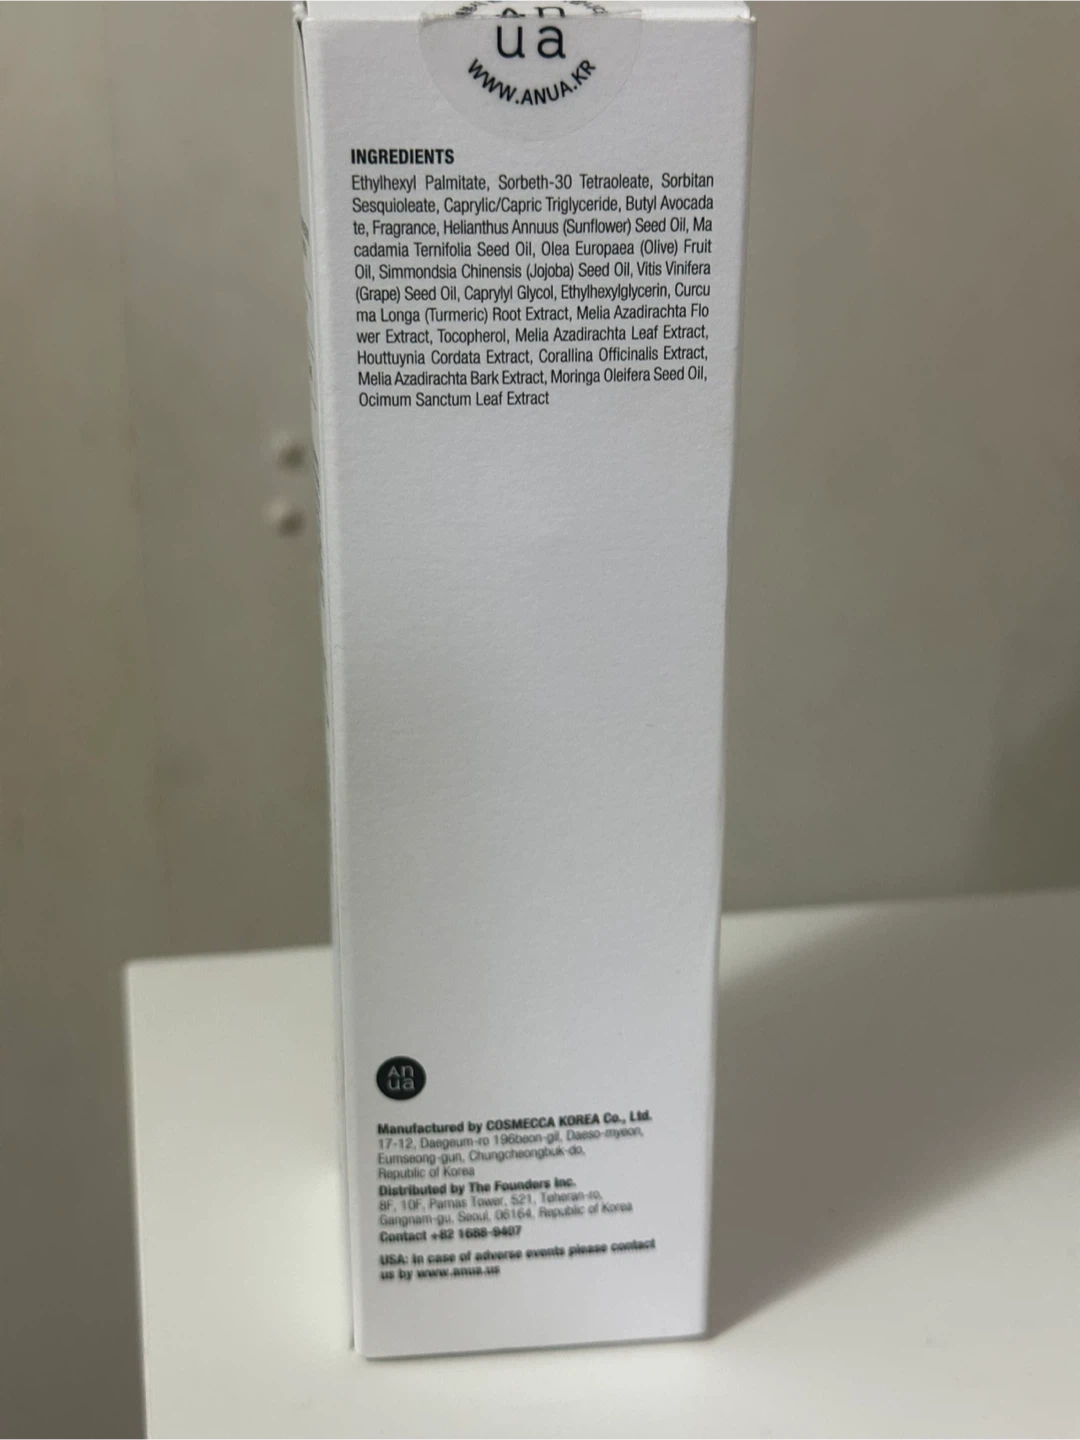 ua
WWW.ANUA.KR
INGREDIENTS
Ethylhexyl Palmitate, Sorbeth-30 Tetraoleate, Sorbitan
Sesquioleate, Caprylic/Capric Triglyceride, Butyl Avocada
te, Fragrance, Helianthus Annuus (Sunflower) Seed Oil, Ma
cadamia Ternifolia Seed Oil, Olea Europaea (Olive) Fruit
Oil, Simmondsia Chinensis (Jojoba) Seed Oil, Vitis Vinifera
(Grape) Seed Oil, Caprylyl Glycol, Ethylhexylglycerin, Curcu
ma Longa (Turmeric) Root Extract, Melia Azadirachta Flo
wer Extract, Tocopherol, Melia Azadirachta Leaf Extract,
Houttuynia Cordata Extract, Corallina Officinalis Extract,
Melia Azadirachta Bark Extract, Moringa Oleifera Seed Oil,
Ocimum Sanctum Leaf Extract
An
ua
Manufactured by COSMECCA KOREA Co., Ltd.
17-12, Daegeum-ro 196beon-gil, Daeso-myeon,
Eumseong-gun, Chungcheongbuk-do,
Republic of Korea
Distributed by The Founders Inc.
8F, 10F, Parnas Tower, 521, Teheran-ro,
Gangnam-gu, Seoul, 06164, Republic of Korea
Contact +82 1688-9407
USA: In case of adverse events please contact
us by www.anua.us